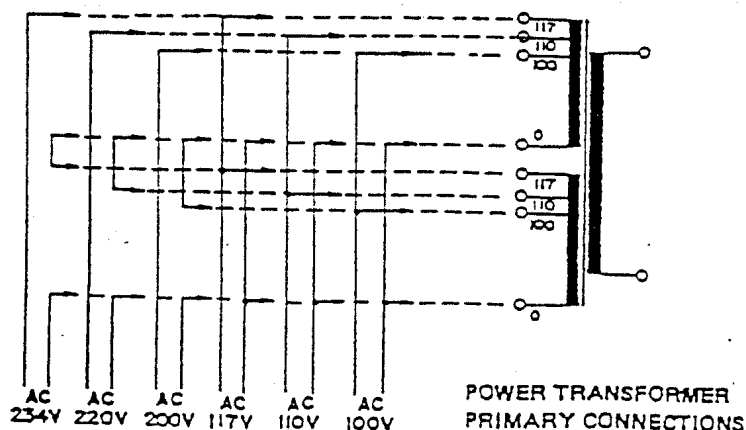 117
110
100
0
117
110
100
0
AC 234V
AC 220V
AC 200V
AC 117V
AC 110V
AC 100V
POWER TRANSFORMER
PRIMARY CONNECTIONS